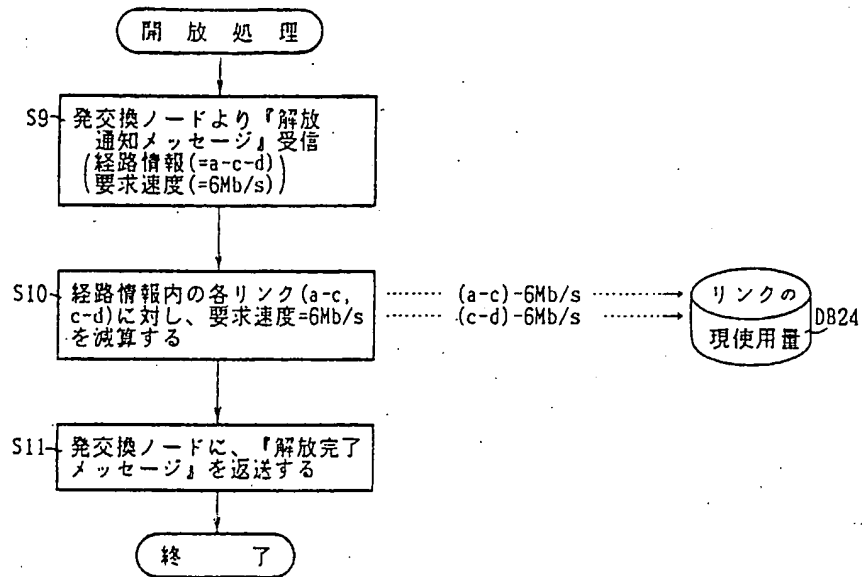 開放処理
S9
発交換ノードより『解放
通知メッセージ』受信
(経路情報(=a-c-d)
要求速度(=6Mb/s))
S10
経路情報内の各リンク(a-c,
c-d)に対し、要求速度=6Mb/s
を減算する
(a-c)-6Mb/s
(c-d)-6Mb/s
リンクの
現使用量
DB24
S11
発交換ノードに、『解放完了
メッセージ』を返送する
終了